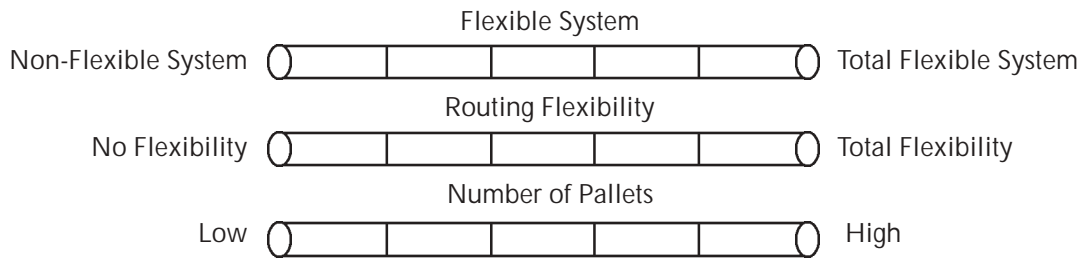 Flexible System
Non-Flexible System Total Flexible System
Routing Flexibility
No Flexibility Total Flexibility
Number of Pallets
Low High